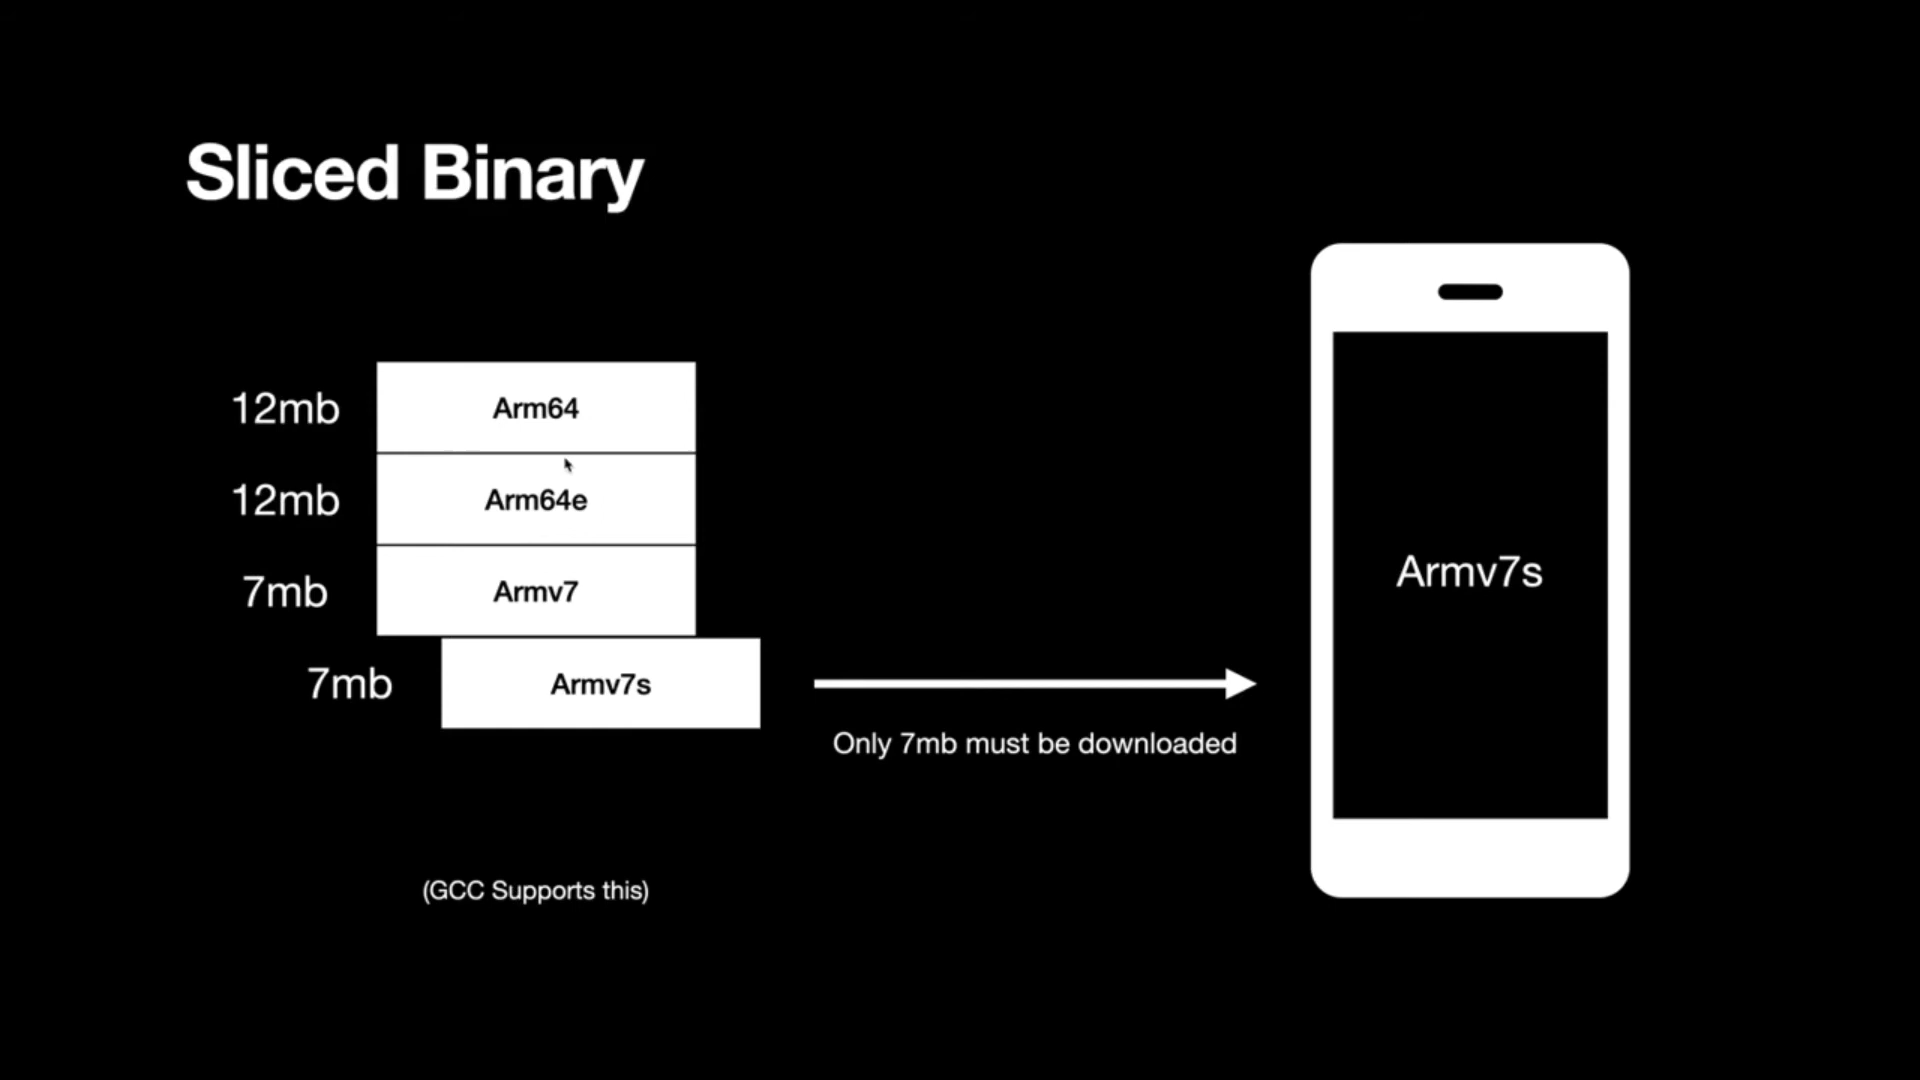 Sliced Binary
12mb Arm64
12mb Arm64e
7mb Armv7
7mb Armv7s
Only 7mb must be downloaded
Armv7s
(GCC Supports this)